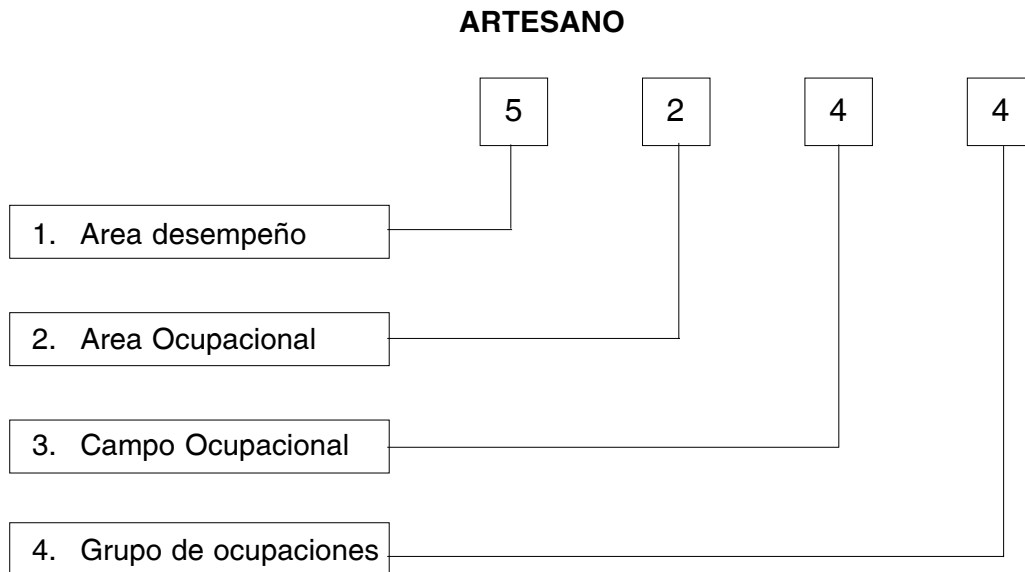 ARTESANO
5 2 4 4
1. Area desempeño
2. Area Ocupacional
3. Campo Ocupacional
4. Grupo de ocupaciones